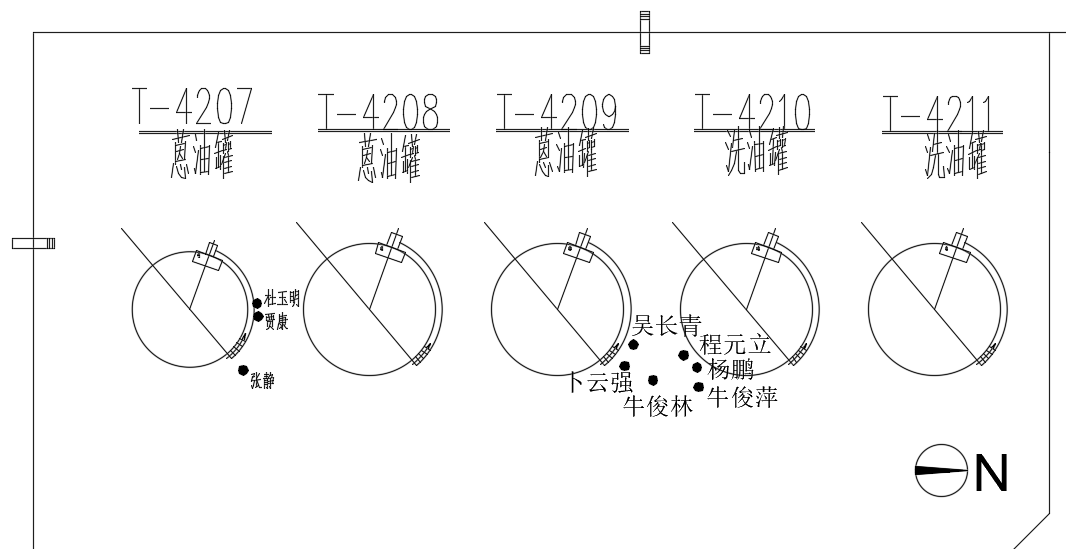 T-4207
蒽油罐
T-4208
蒽油罐
T-4209
蒽油罐
T-4210
洗油罐
T-4211
洗油罐
杜玉明
贾康
张静
吴长青
程元立
杨鹏
卜云强
牛俊林
牛俊萍
N